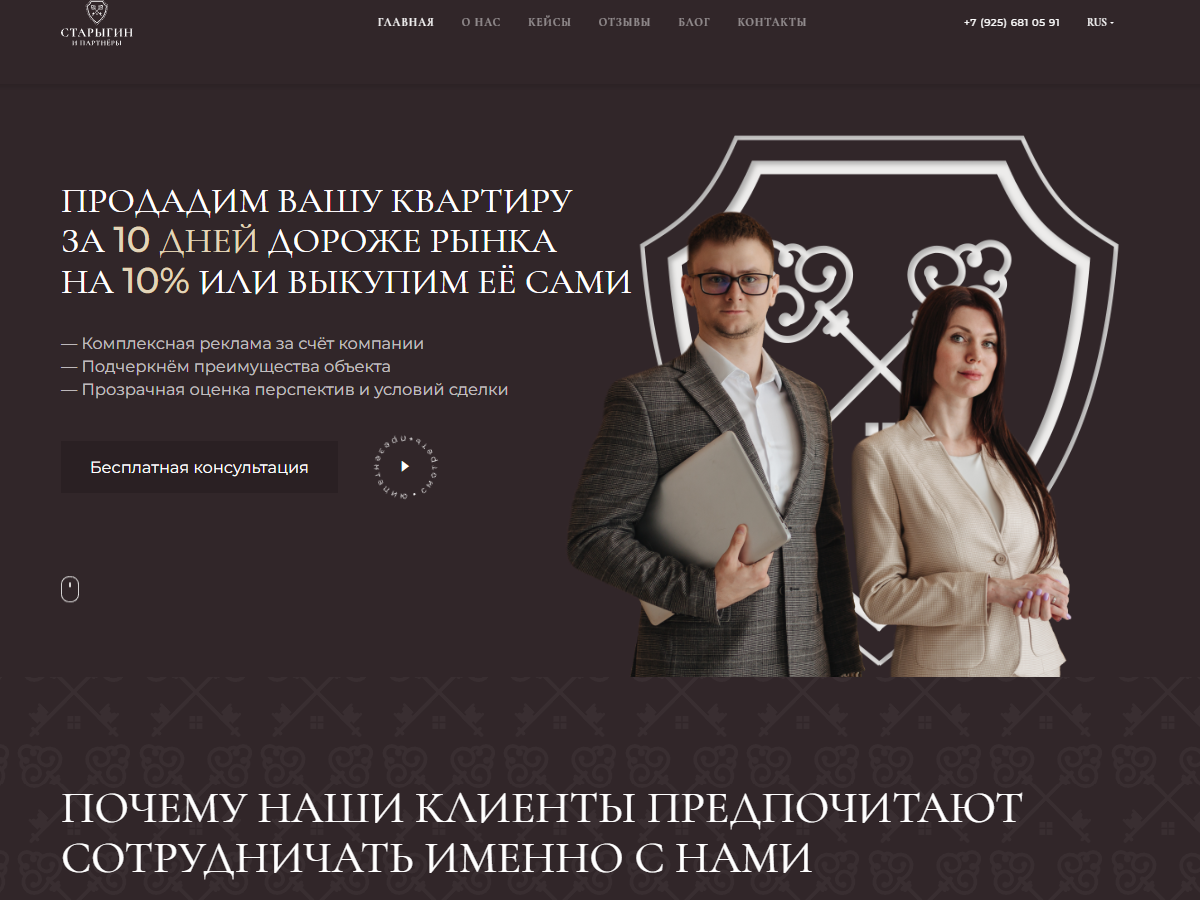 СТАРЫГИН
И ПАРТНЁРЫ
ГЛАВНАЯ
О НАС
КЕЙСЫ
ОТЗЫВЫ
БЛОГ
КОНТАКТЫ
+7 (925) 681 05 91
RUS
ПРОДАДИМ ВАШУ КВАРТИРУ
ЗА 10 ДНЕЙ ДОРОЖЕ РЫНКА
НА 10% ИЛИ ВЫКУПИМ ЕЁ САМИ
— Комплексная реклама за счёт компании
— Подчеркнём преимущества объекта
— Прозрачная оценка перспектив и условий сделки
Бесплатная консультация
• смотреть • презентацию
ПОЧЕМУ НАШИ КЛИЕНТЫ ПРЕДПОЧИТАЮТ
СОТРУДНИЧАТЬ ИМЕННО С НАМИ